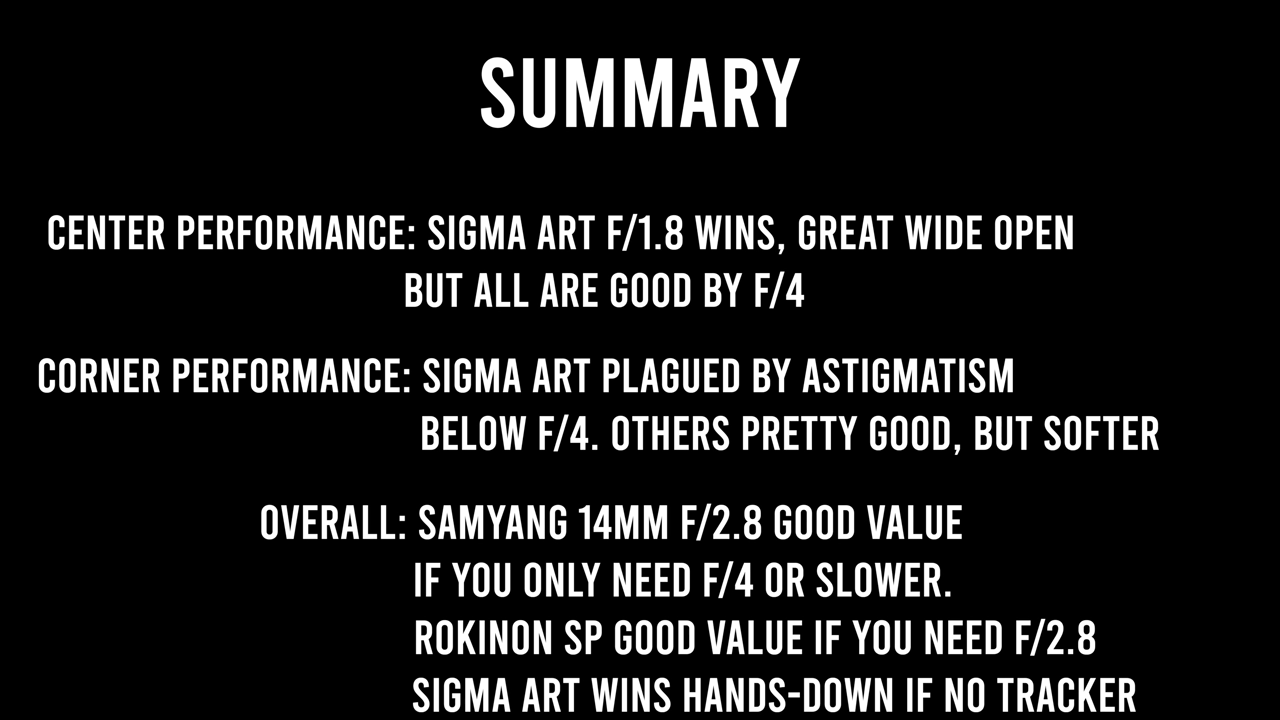 SUMMARY
CENTER PERFORMANCE: SIGMA ART F/1.8 WINS, GREAT WIDE OPEN
BUT ALL ARE GOOD BY F/4
CORNER PERFORMANCE: SIGMA ART PLAGUED BY ASTIGMATISM
BELOW F/4. OTHERS PRETTY GOOD, BUT SOFTER
OVERALL: SAMYANG 14MM F/2.8 GOOD VALUE
IF YOU ONLY NEED F/4 OR SLOWER.
ROKINON SP GOOD VALUE IF YOU NEED F/2.8
SIGMA ART WINS HANDS-DOWN IF NO TRACKER